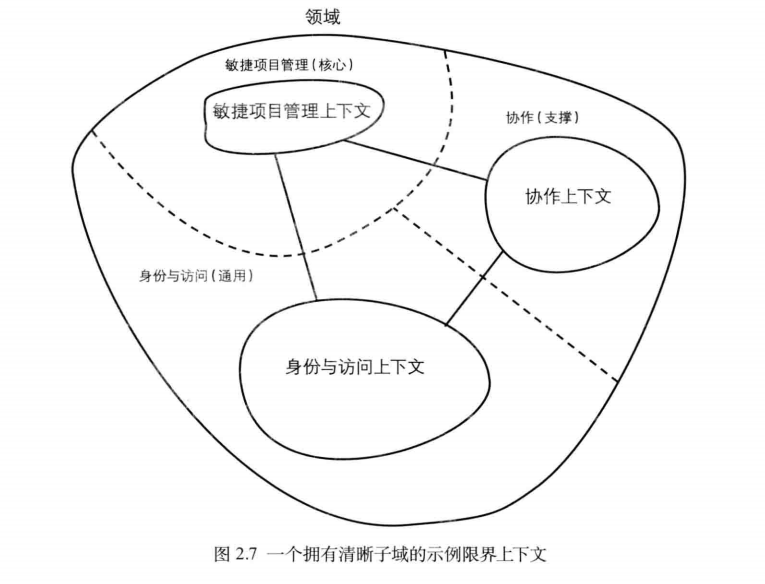 领域
敏捷项目管理(核心)
敏捷项目管理上下文
协作(支撑)
协作上下文
身份与访问(通用)
身份与访问上下文
图 2.7 一个拥有清晰子域的示例限界上下文